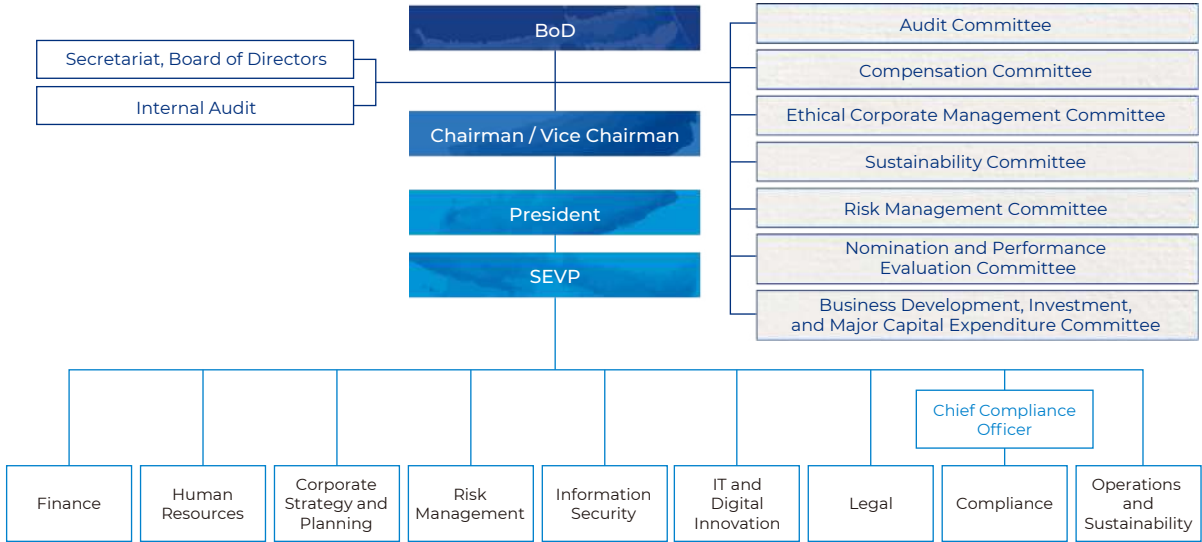 BoD
Secretariat, Board of Directors
Internal Audit
Chairman / Vice Chairman
President
SEVP
Audit Committee
Compensation Committee
Ethical Corporate Management Committee
Sustainability Committee
Risk Management Committee
Nomination and Performance
Evaluation Committee
Business Development, Investment,
and Major Capital Expenditure Committee
Chief Compliance
Officer
Finance
Human
Resources
Corporate
Strategy and
Planning
Risk
Management
Information
Security
IT and
Digital
Innovation
Legal
Compliance
Operations
and
Sustainability